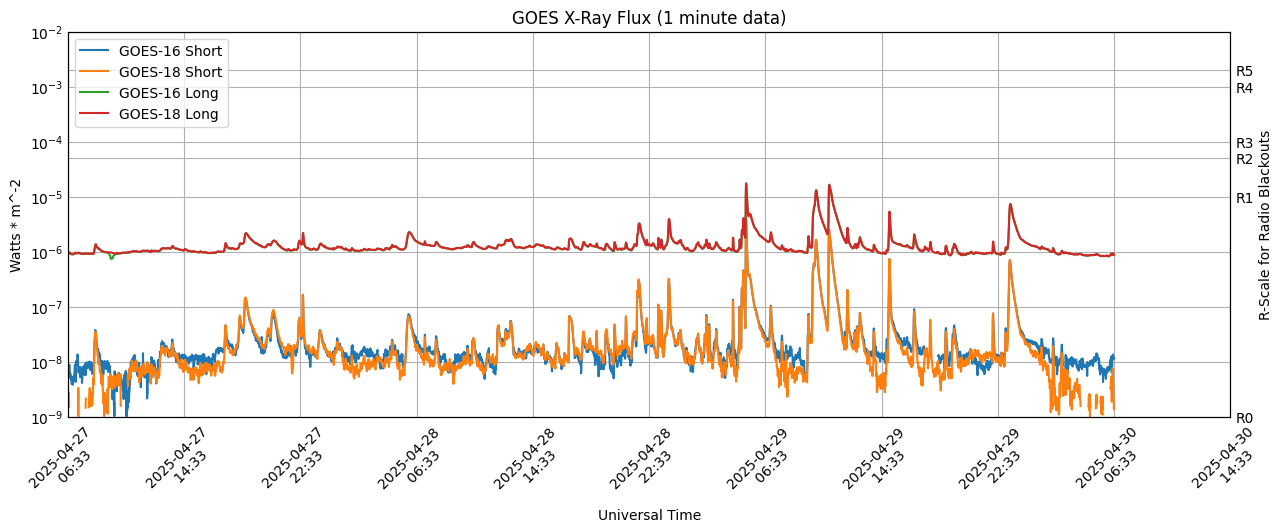 GOES X-Ray Flux (1 minute data)
GOES-16 Short
GOES-18 Short
GOES-16 Long
GOES-18 Long
10^-2
10^-3
10^-4
10^-5
10^-6
10^-7
10^-8
10^-9
Watts * m^-2
R5
R4
R3
R2
R1
R0
R-Scale for Radio Blackouts
2025-04-27
06:33
2025-04-27
14:33
2025-04-27
22:33
2025-04-28
06:33
2025-04-28
14:33
2025-04-28
22:33
2025-04-29
06:33
2025-04-29
14:33
2025-04-29
22:33
2025-04-30
06:33
2025-04-30
14:33
Universal Time